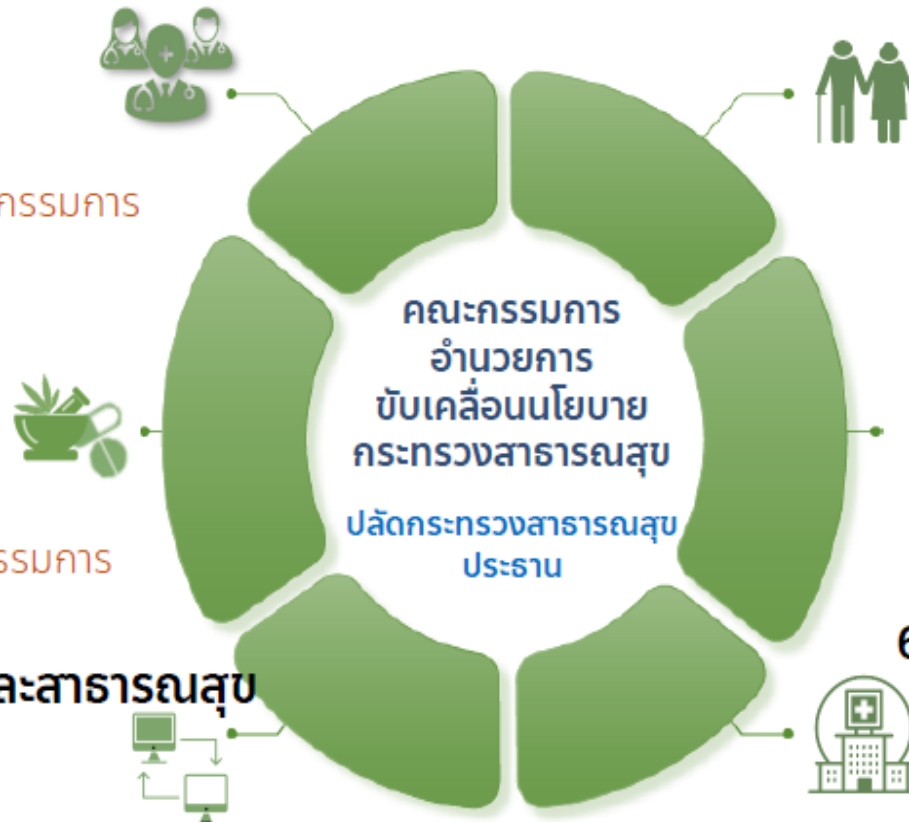 กรรมการ
คณะกรรมการ
อำนวยการ
ขับเคลื่อนนโยบาย
กระทรวงสาธารณสุข
ปลัดกระทรวงสาธารณสุข
ประธาน
รรมการ
ละสาธารณสุข